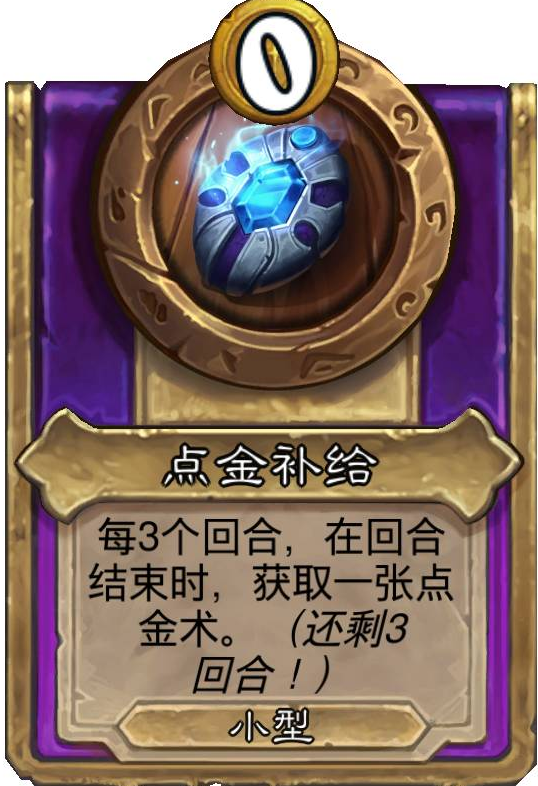 0
点金补给
每3个回合，在回合
结束时，获取一张点
金术。（还剩3
回合！）
小型